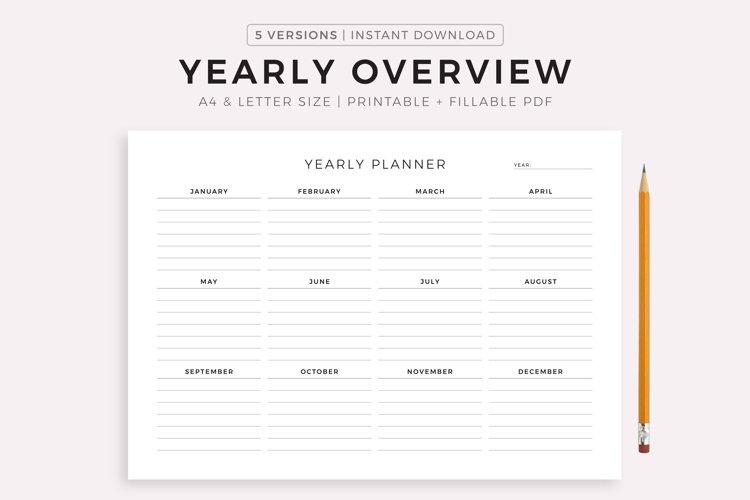 5 VERSIONS | INSTANT DOWNLOAD
YEARLY OVERVIEW
A4 & LETTER SIZE | PRINTABLE + FILLABLE PDF
YEARLY PLANNER
YEAR:
JANUARY FEBRUARY MARCH APRIL
MAY JUNE JULY AUGUST
SEPTEMBER OCTOBER NOVEMBER DECEMBER